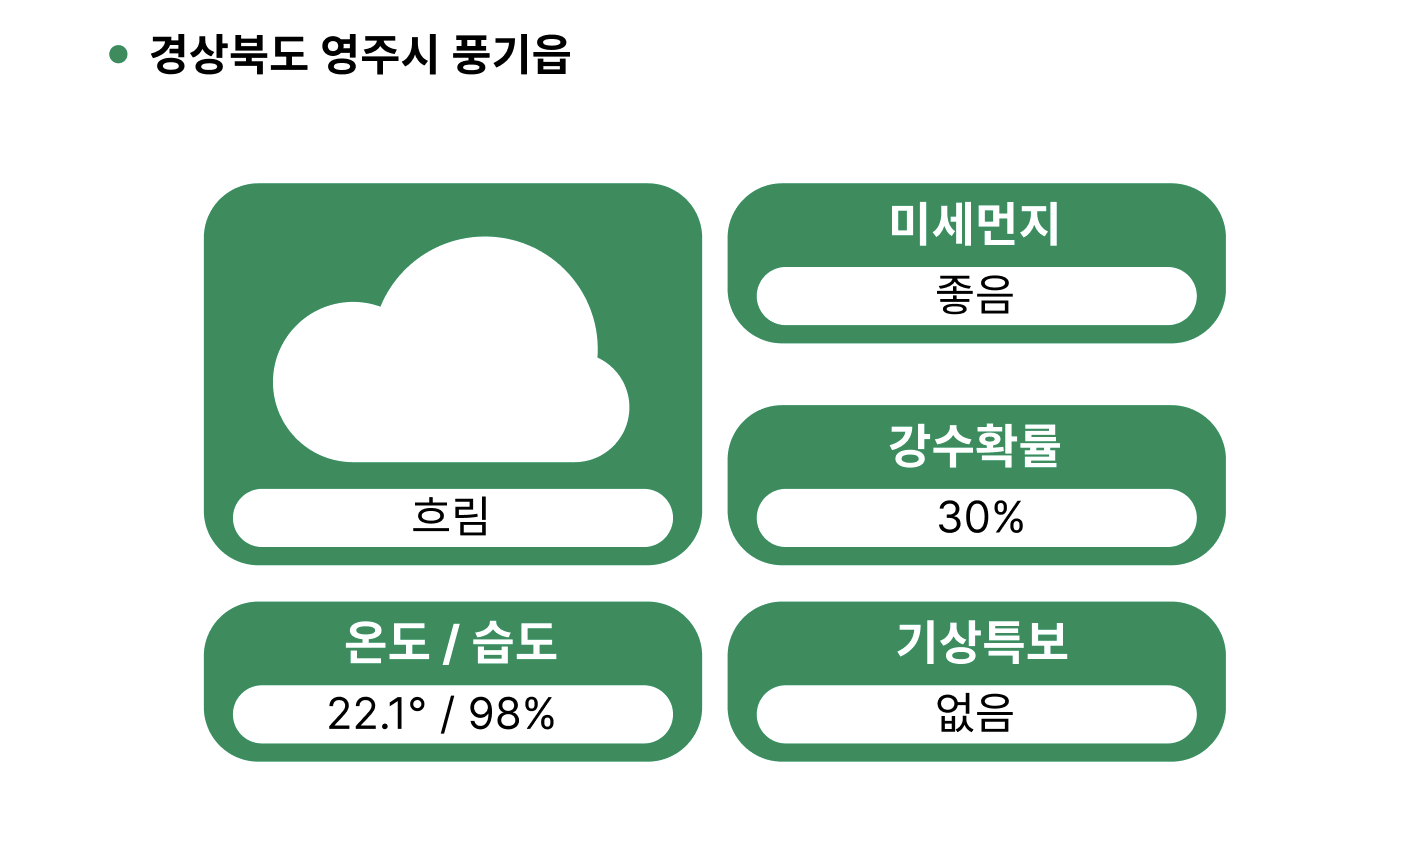 경상북도 영주시 풍기읍
흐림
미세먼지
좋음
강수확률
30%
온도 / 습도
22.1° / 98%
기상특보
없음